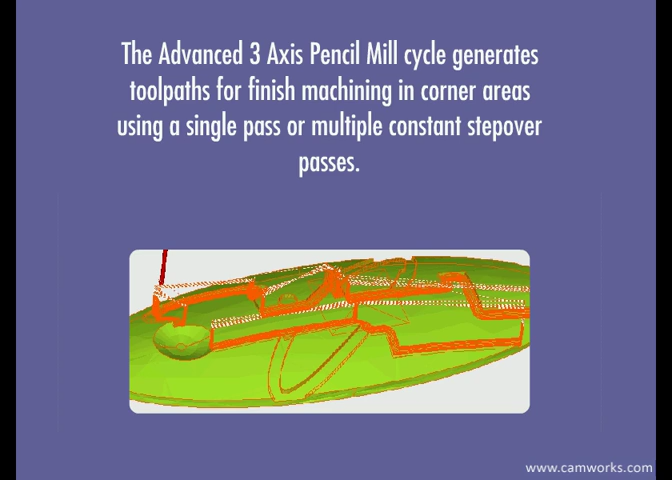 The Advanced 3 Axis Pencil Mill cycle generates
toolpaths for finish machining in corner areas
using a single pass or multiple constant stepover
passes.
www.camworks.com